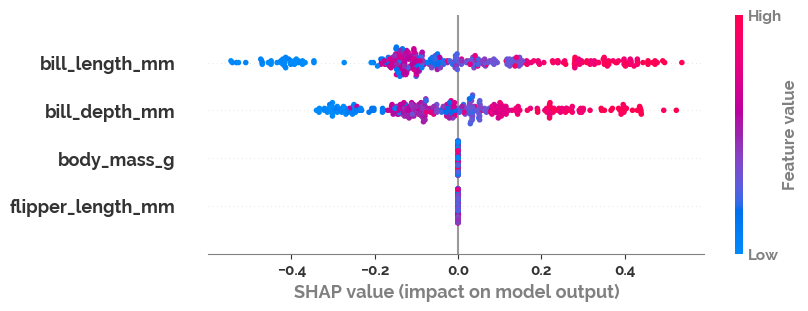 High
bill_length_mm
bill_depth_mm
body_mass_g
flipper_length_mm
Feature value
Low
−0.4 −0.2 0.0 0.2 0.4
SHAP value (impact on model output)